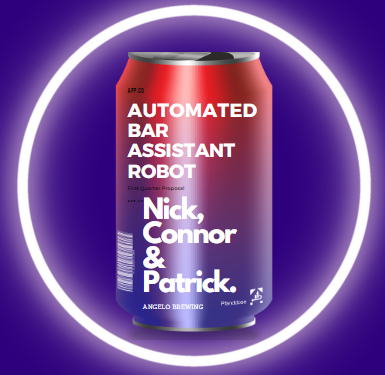 APP.CO
AUTOMATED
BAR
ASSISTANT
ROBOT
First Quarter Proposal
Nick,
Connor
&
Patrick.
ANGELO BREWING